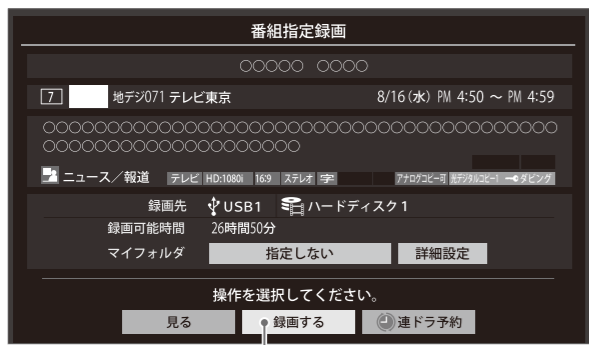 番組指定録画
○○○○○ ○○○○
7 地デジ071 テレビ東京 8/16(水) PM 4:50 ～ PM 4:59
○○○○○○○○○○○○○○○○○○○○○○○○○○○○○○○○○○○○○○○○
○○○○○○○○○○○○○○○○○○○○
ニュース／報道 テレビ HD:1080i 16:9 ステレオ 字 アナログコピー可 光デジタルコピー1 ダビング
録画先 USB1 ハードディスク1
録画可能時間 26時間50分
マイフォルダ 指定しない 詳細設定
操作を選択してください。
見る 録画する 連ドラ予約